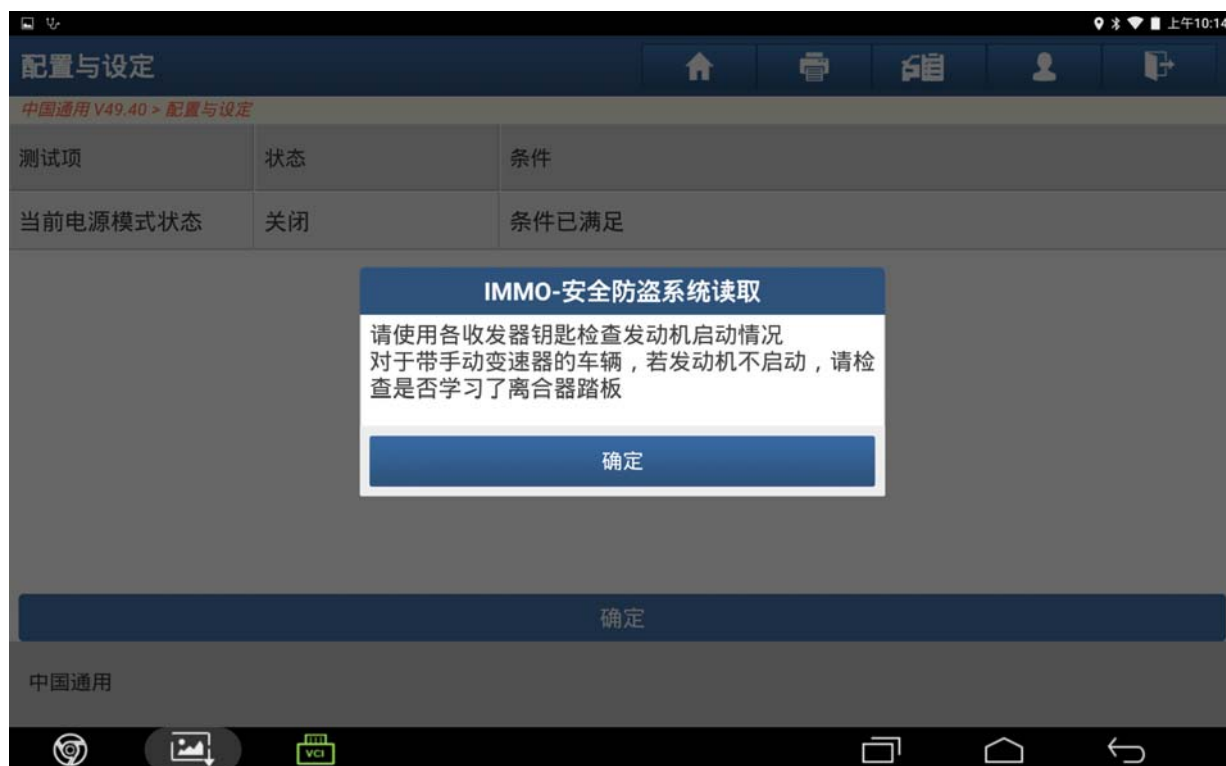 上午10:14
配置与设定
中国通用 V49.40 > 配置与设定
测试项 状态 条件
当前电源模式状态 关闭 条件已满足
IMMO-安全防盗系统读取
请使用各收发器钥匙检查发动机启动情况
对于带手动变速器的车辆，若发动机不启动，请检
查是否学习了离合器踏板
确定
确定
中国通用
VCI